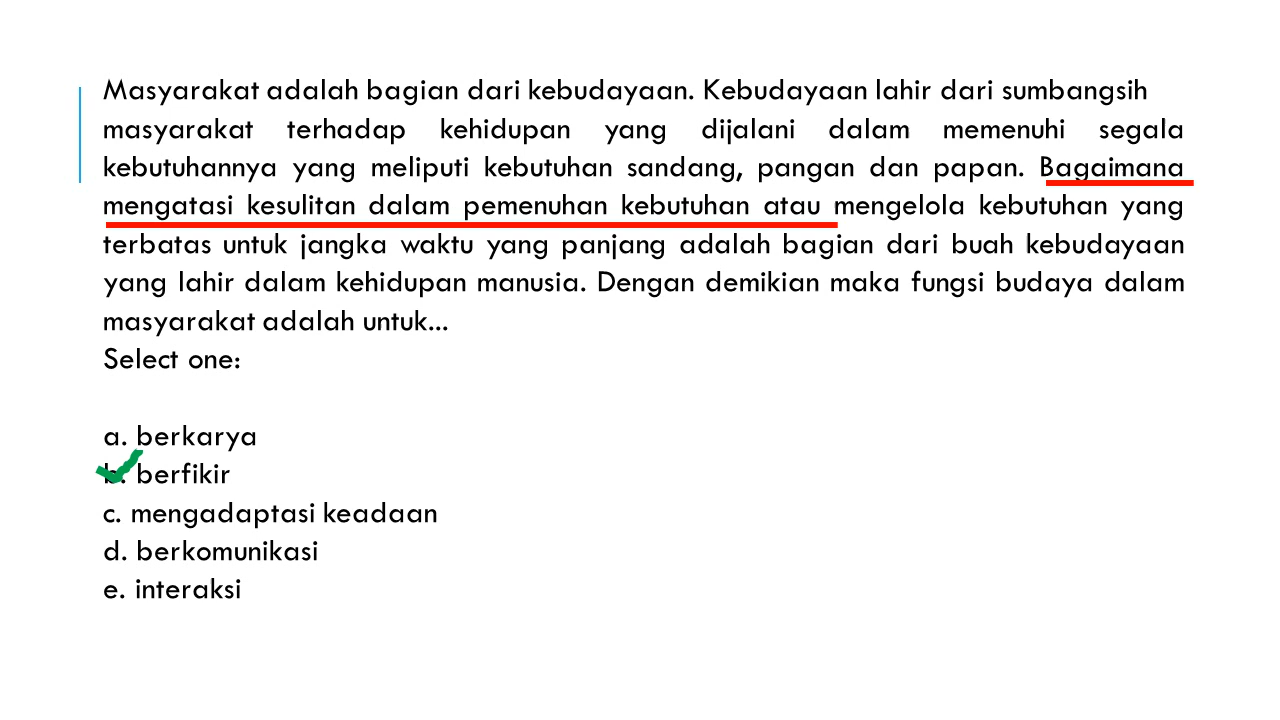 Masyarakat adalah bagian dari kebudayaan. Kebudayaan lahir dari sumbangsih
masyarakat terhadap kehidupan yang dijalani dalam memenuhi segala
kebutuhannya yang meliputi kebutuhan sandang, pangan dan papan. Bagaimana
mengatasi kesulitan dalam pemenuhan kebutuhan atau mengelola kebutuhan yang
terbatas untuk jangka waktu yang panjang adalah bagian dari buah kebudayaan
yang lahir dalam kehidupan manusia. Dengan demikian maka fungsi budaya dalam
masyarakat adalah untuk...
Select one:
a. berkarya
b. berfikir
c. mengadaptasi keadaan
d. berkomunikasi
e. interaksi